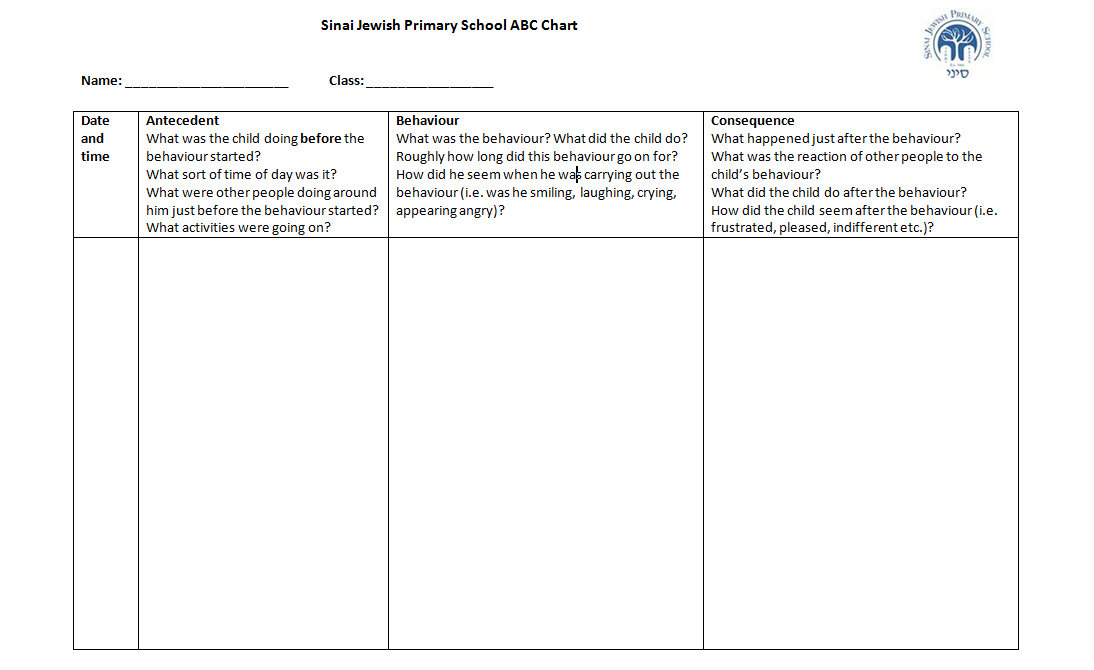 Sinai Jewish Primary School ABC Chart
SINAI JEWISH PRIMARY SCHOOL
סיני
Name: _______________________ Class: __________________
Date
and
time
Antecedent
What was the child doing before the
behaviour started?
What sort of time of day was it?
What were other people doing around
him just before the behaviour started?
What activities were going on?
Behaviour
What was the behaviour? What did the child do?
Roughly how long did this behaviour go on for?
How did he seem when he was carrying out the
behaviour (i.e. was he smiling, laughing, crying,
appearing angry)?
Consequence
What happened just after the behaviour?
What was the reaction of other people to the
child's behaviour?
What did the child do after the behaviour?
How did the child seem after the behaviour (i.e.
frustrated, pleased, indifferent etc.)?